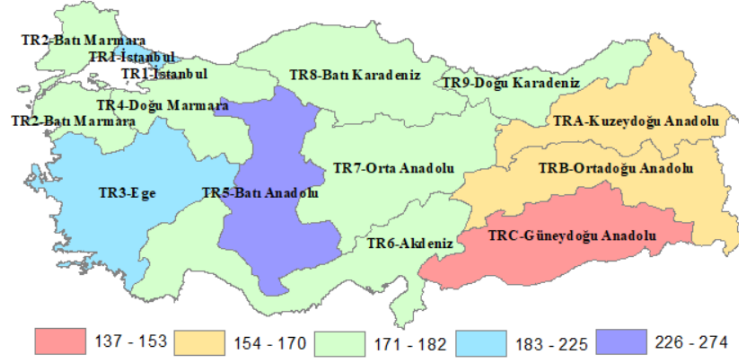 TR2-Batı Marmara
TR1-İstanbul
TR1-İstanbul
TR8-Batı Karadeniz
TR9-Doğu Karadeniz
TR4-Doğu Marmara
TR2-Batı Marmara
TRA-Kuzeydoğu Anadolu
TR7-Orta Anadolu
TRB-Ortadoğu Anadolu
TR3-Ege
TR5-Batı Anadolu
TR6-Akdeniz
TRC-Güneydoğu Anadolu
137 - 153
154 - 170
171 - 182
183 - 225
226 - 274